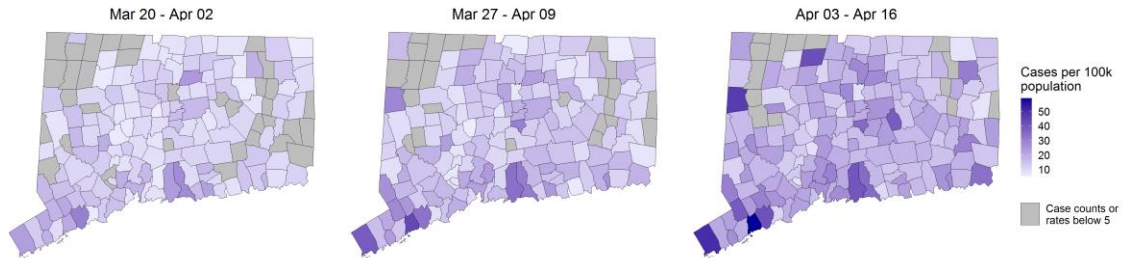 Mar 20 - Apr 02
Mar 27 - Apr 09
Apr 03 - Apr 16
Cases per 100k
population
50
40
30
20
10
Case counts or
rates below 5